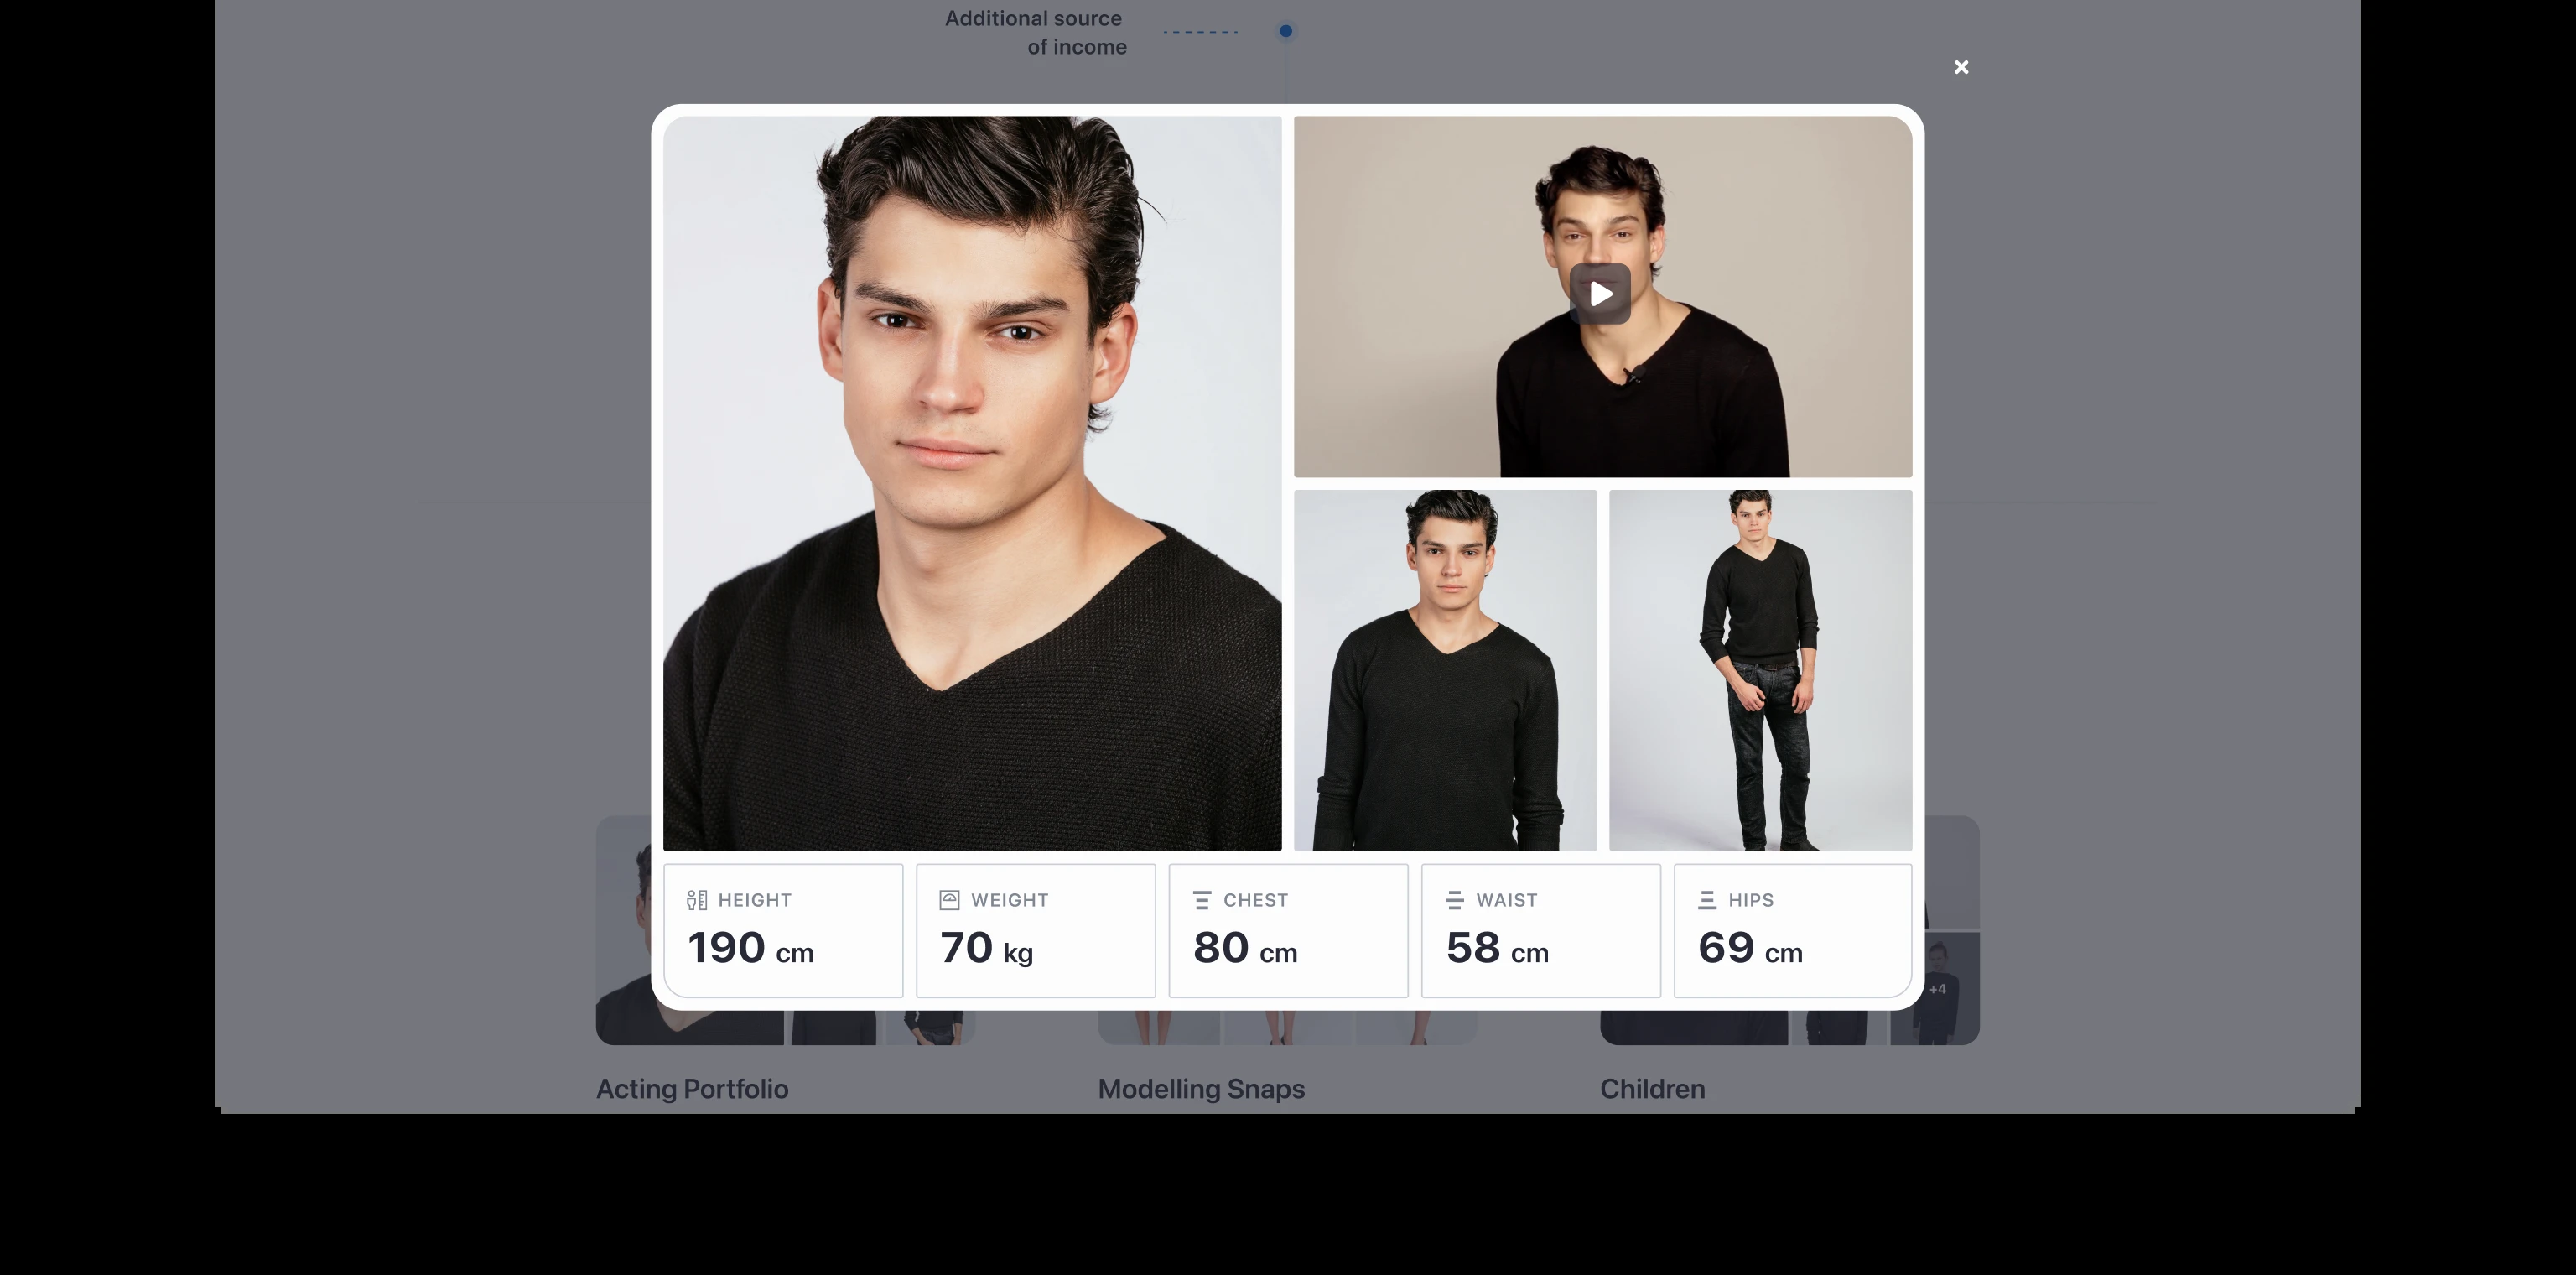 Additional source
of income
HEIGHT
190 cm
WEIGHT
70 kg
CHEST
80 cm
WAIST
58 cm
HIPS
69 cm
+4
Acting Portfolio
Modelling Snaps
Children